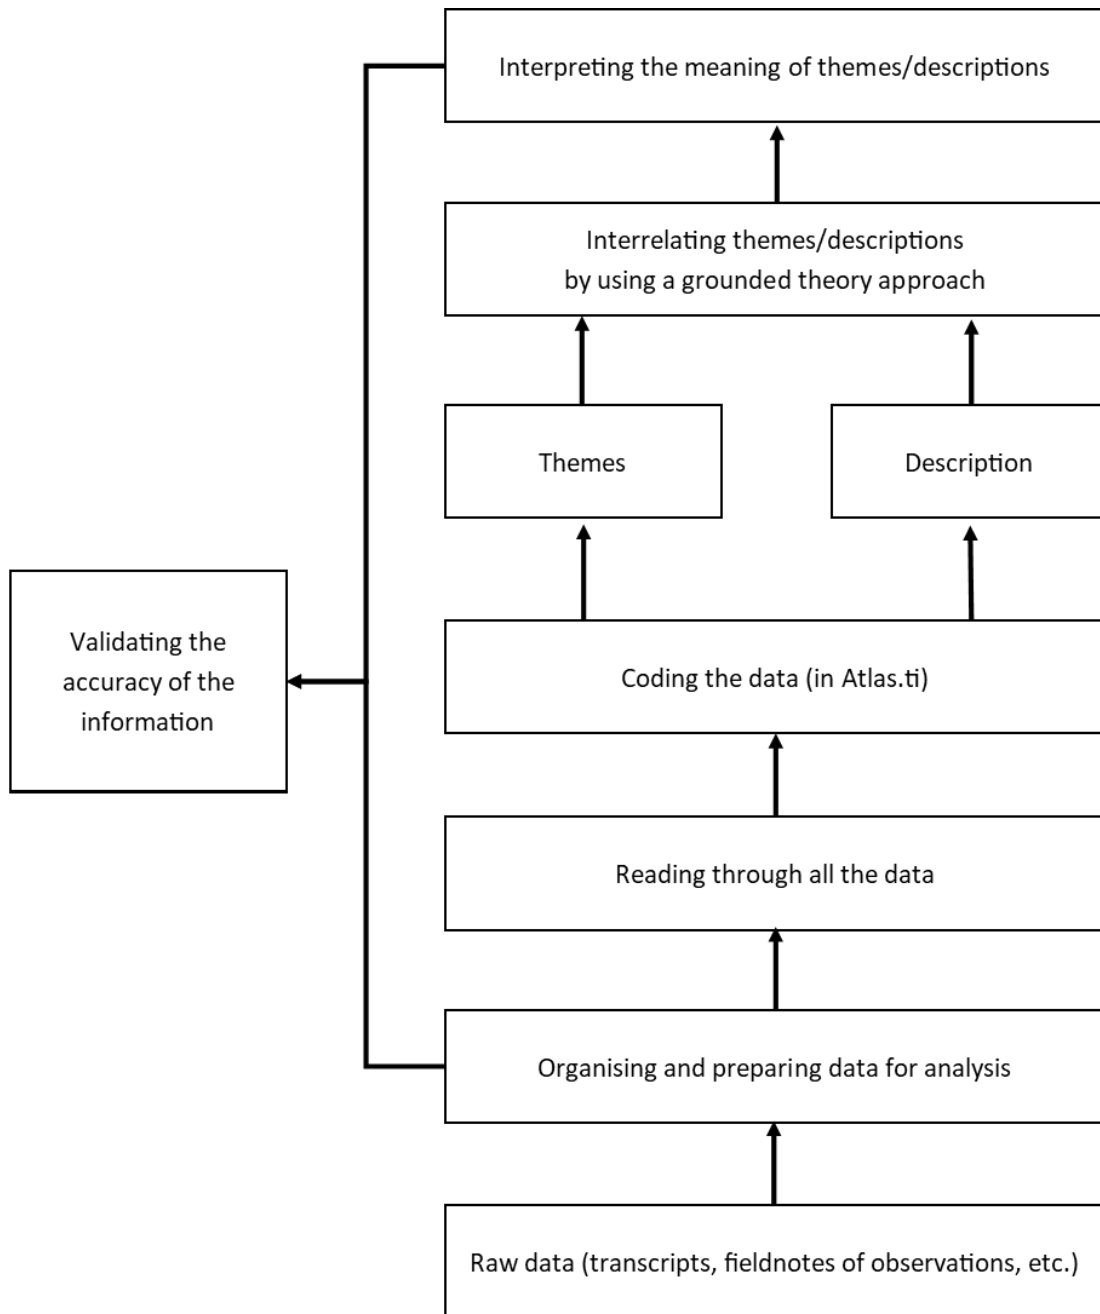 Interpreting the meaning of themes/descriptions
Interrelating themes/descriptions
by using a grounded theory approach
Themes
Description
Validating the
accuracy of the
information
Coding the data (in Atlas.ti)
Reading through all the data
Organising and preparing data for analysis
Raw data (transcripts, fieldnotes of observations, etc.)